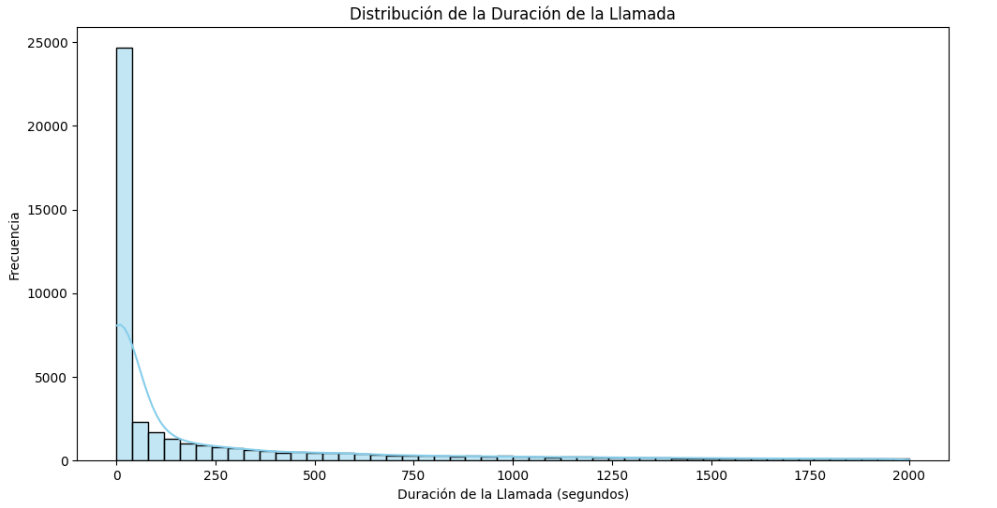 Distribución de la Duración de la Llamada
25000
20000
15000
10000
5000
0
Frecuencia
0 250 500 750 1000 1250 1500 1750 2000
Duración de la Llamada (segundos)